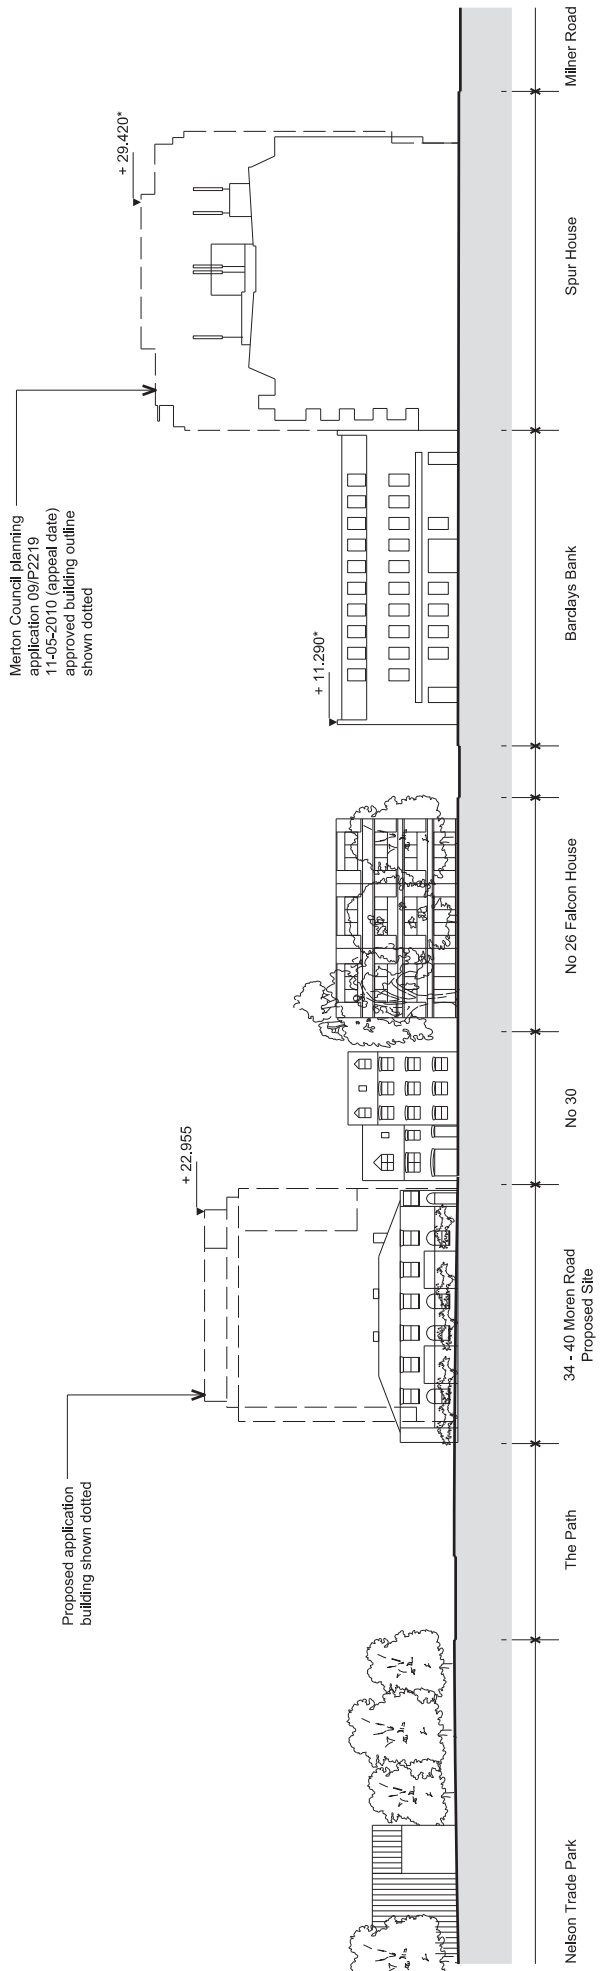 Proposed application
building shown dotted
+ 22.955
+ 11.290*
Merton Council planning
application 09/P2219
11-05-2010 (appeal date)
approved building outline
shown dotted
+ 29.420*
Nelson Trade Park
The Path
34 - 40 Moren Road
Proposed Site
No 30
No 26 Falcon House
Barclays Bank
Spur House
Milner Road